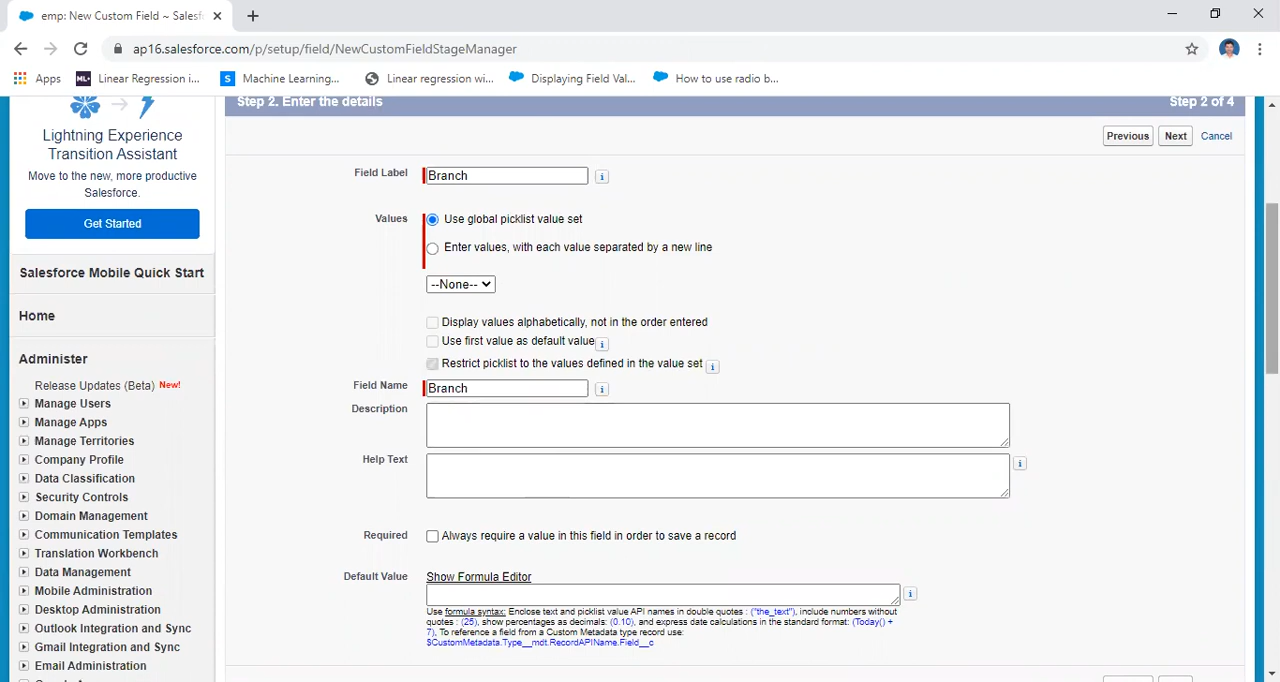 emp: New Custom Field ~ Salesf
ap16.salesforce.com/p/setup/field/NewCustomFieldStageManager
Apps
ML+
Linear Regression i...
S
Machine Learning...
Linear regression wi...
Displaying Field Val...
How to use radio b...
Lightning Experience
Transition Assistant
Move to the new, more productive
Salesforce.
Get Started
Salesforce Mobile Quick Start
Home
Administer
Release Updates (Beta) New!
Manage Users
Manage Apps
Manage Territories
Company Profile
Data Classification
Security Controls
Domain Management
Communication Templates
Translation Workbench
Data Management
Mobile Administration
Desktop Administration
Outlook Integration and Sync
Gmail Integration and Sync
Email Administration
Step 2. Enter the details
Step 2 of 4
Previous
Next
Cancel
Field Label
Branch
Values
Use global picklist value set
Enter values, with each value separated by a new line
--None--
Display values alphabetically, not in the order entered
Use first value as default value
Restrict picklist to the values defined in the value set
Field Name
Branch
Description
Help Text
Required
Always require a value in this field in order to save a record
Default Value
Show Formula Editor
Use formula syntax: Enclose text and picklist value API names in double quotes : ("the_text"), include numbers without
quotes : (25), show percentages as decimals: (0.10), and express date calculations in the standard format: (Today() +
7), To reference a field from a Custom Metadata type record use:
$CustomMetadata.Type__mdt.RecordAPIName.Field__c